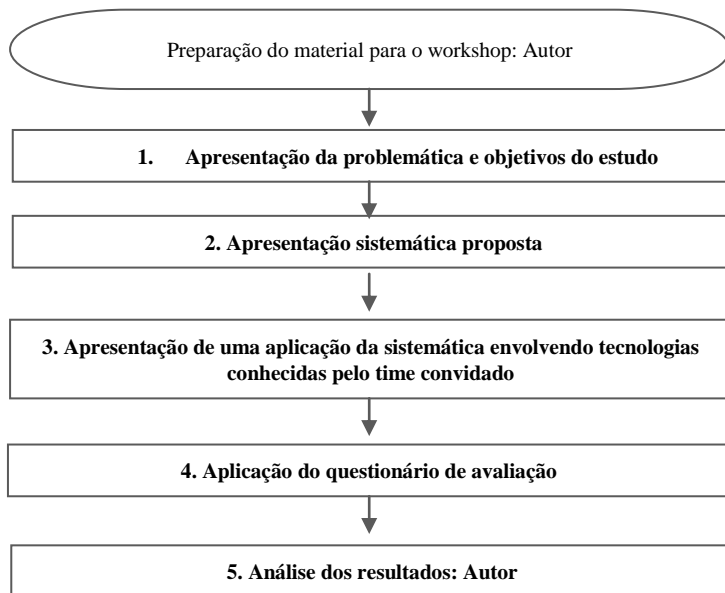 Preparação do material para o workshop: Autor
1. Apresentação da problemática e objetivos do estudo
2. Apresentação sistemática proposta
3. Apresentação de uma aplicação da sistemática envolvendo tecnologias
conhecidas pelo time convidado
4. Aplicação do questionário de avaliação
5. Análise dos resultados: Autor